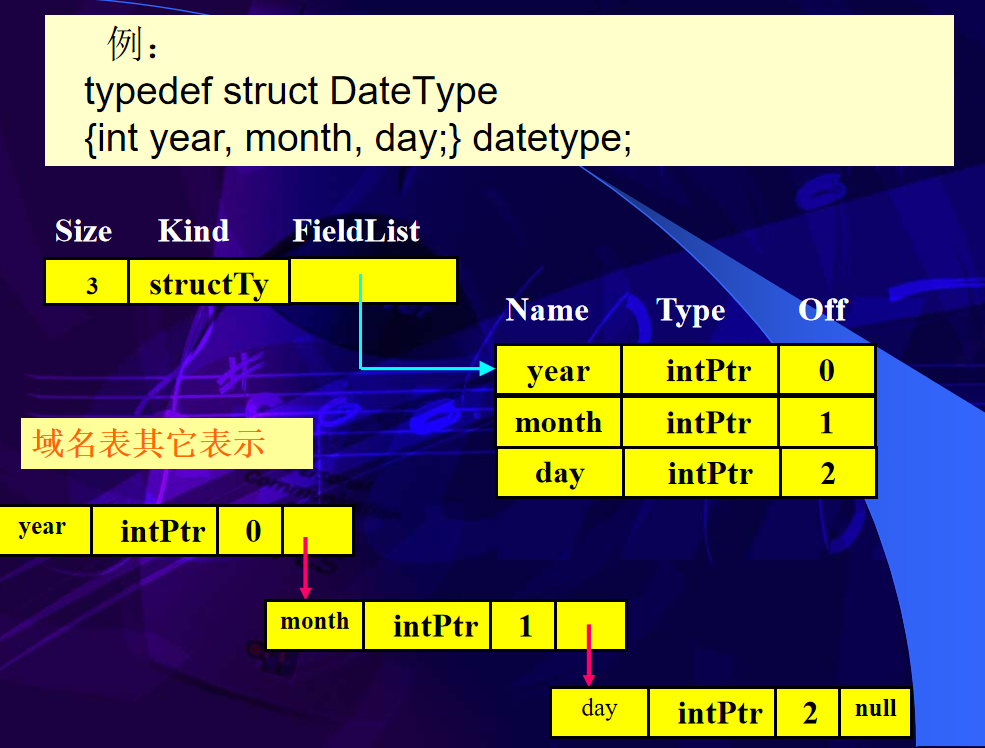 例：
typedef struct DateType
{int year, month, day;} datetype;
Size Kind FieldList
3 structTy
Name Type Off
year intPtr 0
month intPtr 1
day intPtr 2
域名表其它表示
year intPtr 0
month intPtr 1
day intPtr 2 null